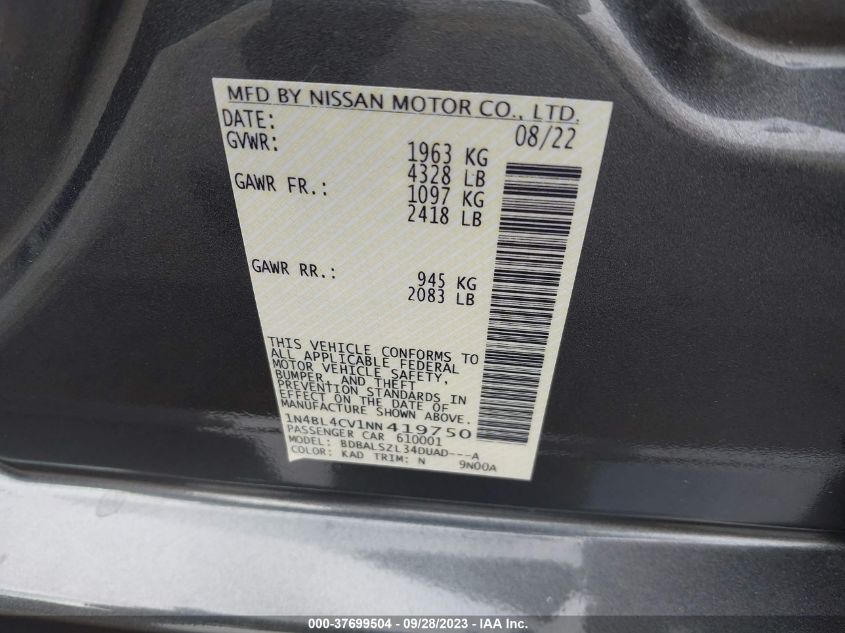 MFD BY NISSAN MOTOR CO., LTD.
DATE: 08/22
GVWR: 1963 KG
4328 LB
GAWR FR.: 1097 KG
2418 LB
GAWR RR.: 945 KG
2083 LB
THIS VEHICLE CONFORMS TO
ALL APPLICABLE FEDERAL
MOTOR VEHICLE SAFETY,
BUMPER, AND THEFT
PREVENTION STANDARDS IN
EFFECT ON THE DATE OF
MANUFACTURE SHOWN ABOVE.
1N4BL4CV1NN419750
PASSENGER CAR 610001
MODEL: BDBALSZL34DUAD---A
COLOR: KAD TRIM: N 9N00A
000-37699504 - 09/28/2023 - IAA Inc.